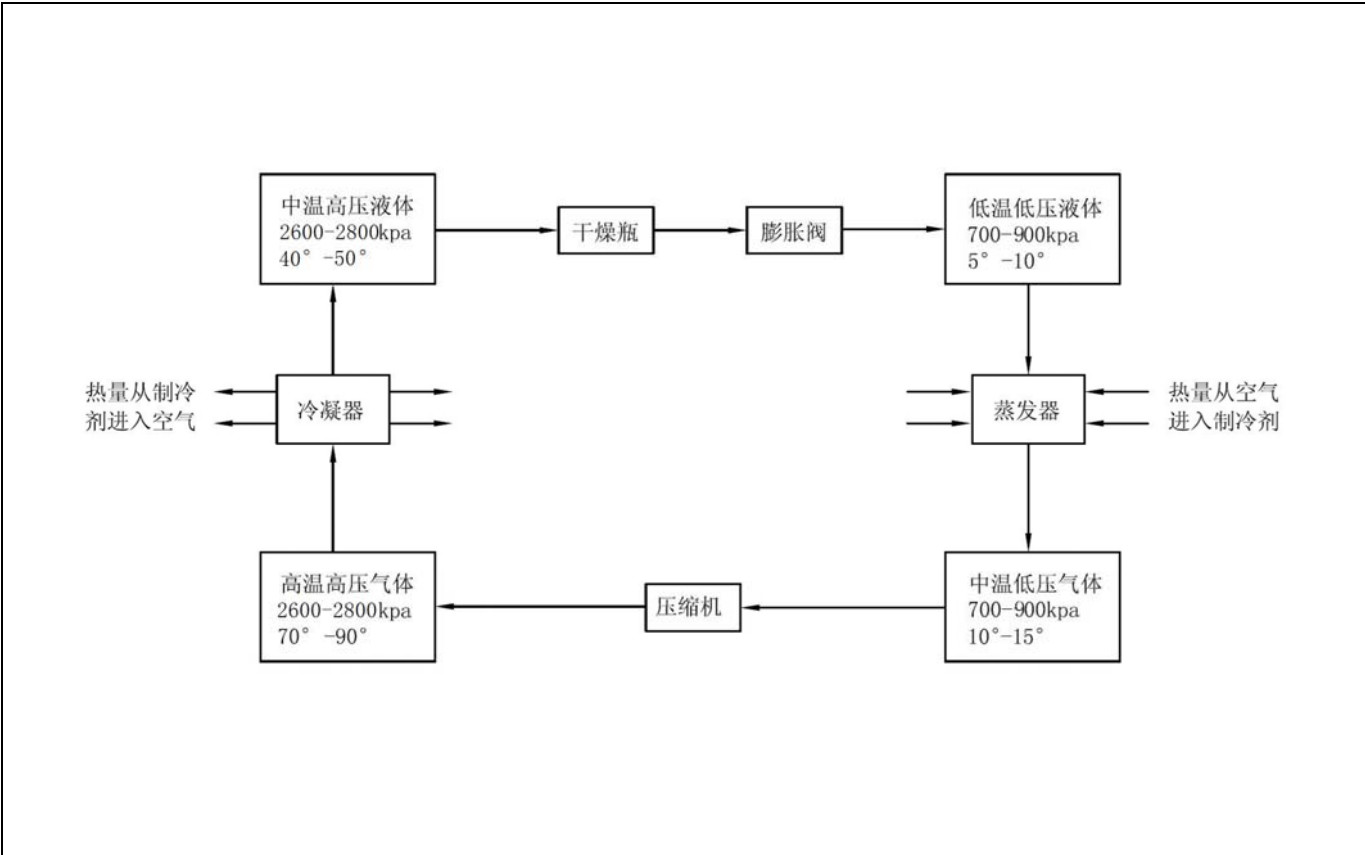 中温高压液体
2600-2800kpa
40° -50°
干燥瓶
膨胀阀
低温低压液体
700-900kpa
5° -10°
热量从制冷
剂进入空气
冷凝器
蒸发器
热量从空气
进入制冷剂
高温高压气体
2600-2800kpa
70° -90°
压缩机
中温低压气体
700-900kpa
10°-15°